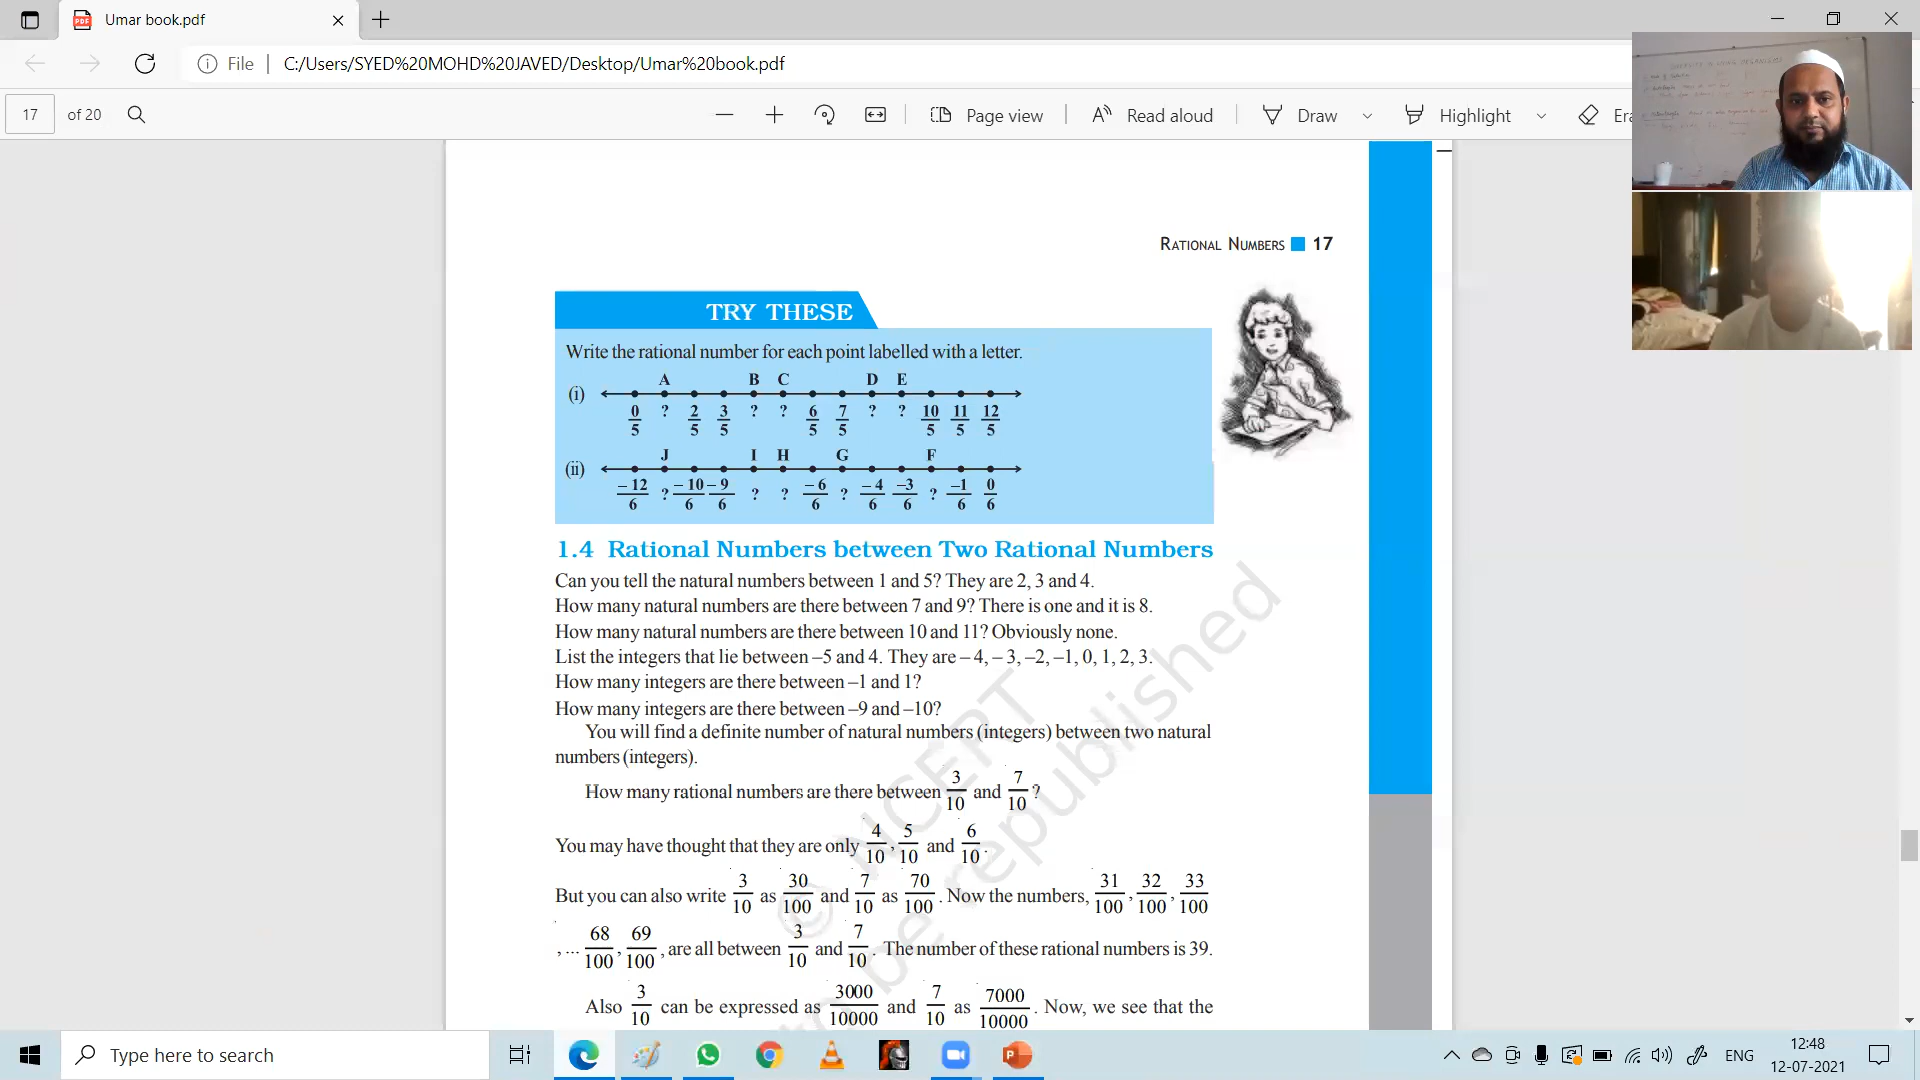 Umar book.pdf
File C:/Users/SYED%20MOHD%20JAVED/Desktop/Umar%20book.pdf
17 of 20 Page view Read aloud Draw Highlight Era
RATIONAL NUMBERS 17
TRY THESE
Write the rational number for each point labelled with a letter.
A B C D E
(i)
0/5 ? 2/5 3/5 ? ? 6/5 7/5 ? ? 10/5 11/5 12/5
J I H G F
(ii)
–12/6 ? –10/6 –9/6 ? ? –6/6 ? –4/6 –3/6 ? –1/6 0/6
1.4 Rational Numbers between Two Rational Numbers
Can you tell the natural numbers between 1 and 5? They are 2, 3 and 4.
How many natural numbers are there between 7 and 9? There is one and it is 8.
How many natural numbers are there between 10 and 11? Obviously none.
List the integers that lie between –5 and 4. They are – 4, – 3, –2, –1, 0, 1, 2, 3.
How many integers are there between –1 and 1?
How many integers are there between –9 and –10?
You will find a definite number of natural numbers (integers) between two natural
numbers (integers).
How many rational numbers are there between 3/10 and 7/10?
You may have thought that they are only 4/10, 5/10 and 6/10.
But you can also write 3/10 as 30/100 and 7/10 as 70/100. Now the numbers, 31/100, 32/100, 33/100
, ... 68/100, 69/100, are all between 3/10 and 7/10. The number of these rational numbers is 39.
Also 3/10 can be expressed as 3000/10000 and 7/10 as 7000/10000. Now, we see that the
© NCERT
to be republished
Type here to search
ENG
12:48
12-07-2021